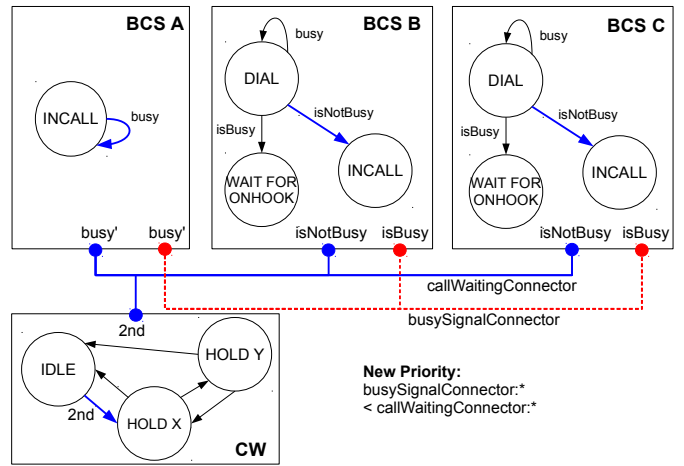 BCS A
INCALL
busy
busy'
busy'
BCS B
busy
DIAL
isNotBusy
isBusy
WAIT FOR
ONHOOK
INCALL
isNotBusy
isBusy
BCS C
busy
DIAL
isNotBusy
isBusy
WAIT FOR
ONHOOK
INCALL
isNotBusy
isBusy
callWaitingConnector
busySignalConnector
2nd
IDLE
HOLD Y
2nd
HOLD X
CW
New Priority:
busySignalConnector:*
< callWaitingConnector:*